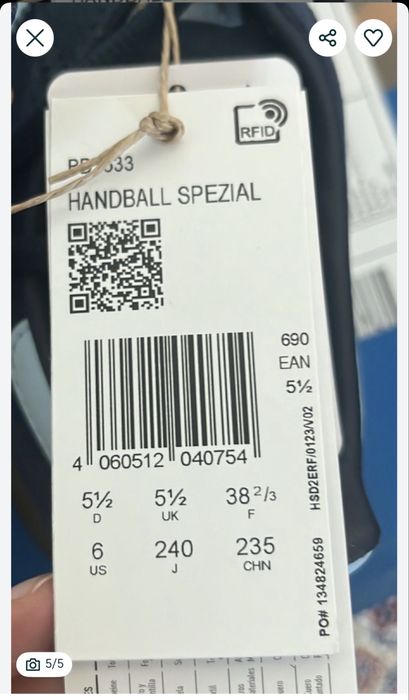 RFID
HANDBALL SPEZIAL
690
EAN
5½
4 060512 040754
5½ 5½ 38 2/3
D UK F
6 240 235
US J CHN
HSD2ERF/0123/V02
PO# 134824659
5/5